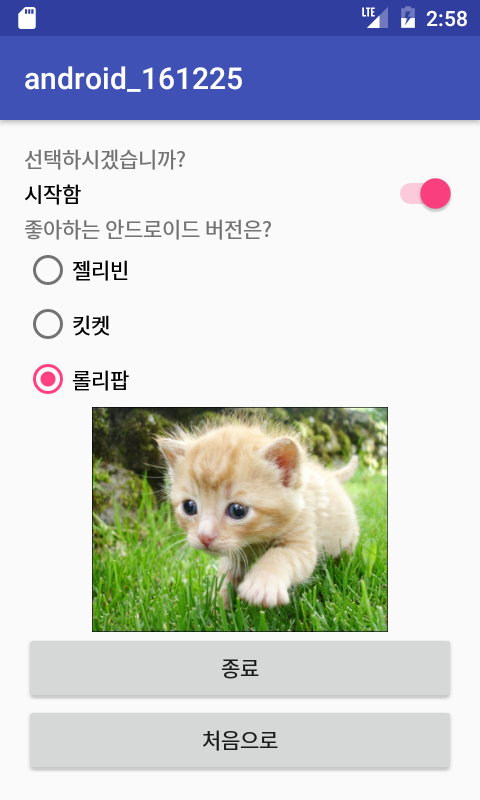 LTE 2:58
android_161225
선택하시겠습니까?
시작함
좋아하는 안드로이드 버전은?
젤리빈
킷켓
롤리팝
종료
처음으로